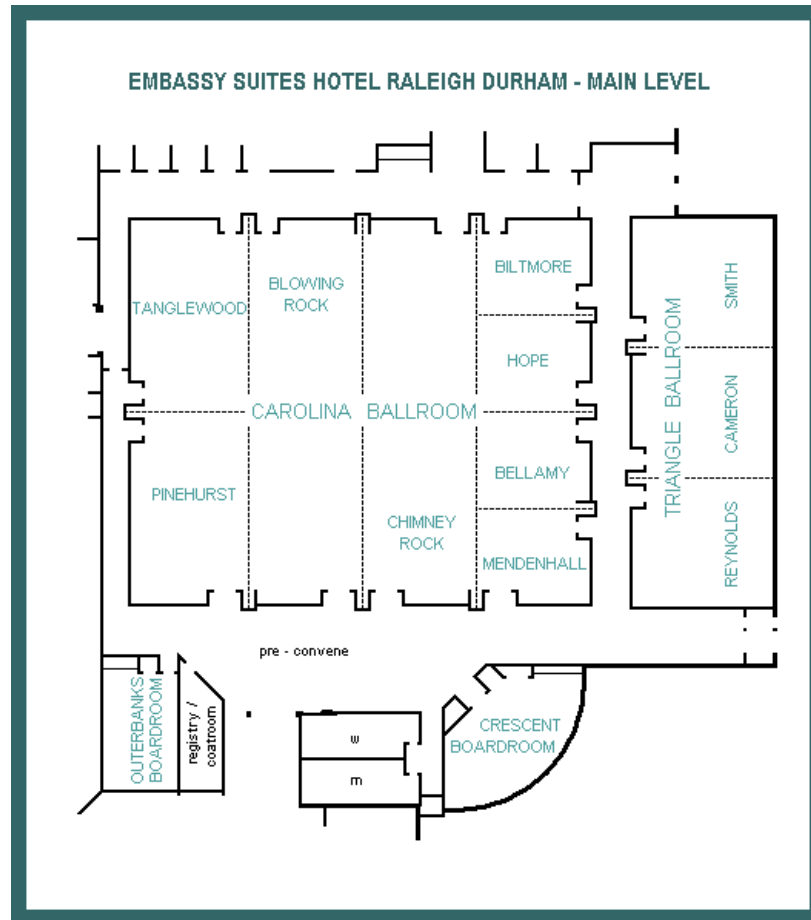 EMBASSY SUITES HOTEL RALEIGH DURHAM - MAIN LEVEL
TANGLEWOOD
BLOWING
ROCK
BILTMORE
HOPE
CAROLINA BALLROOM
PINEHURST
CHIMNEY
ROCK
BELLAMY
MENDENHALL
TRIANGLE BALLROOM
SMITH
CAMERON
REYNOLDS
pre - convene
OUTERBANKS
BOARDROOM
registry /
coatroom
w
m
CRESCENT
BOARDROOM